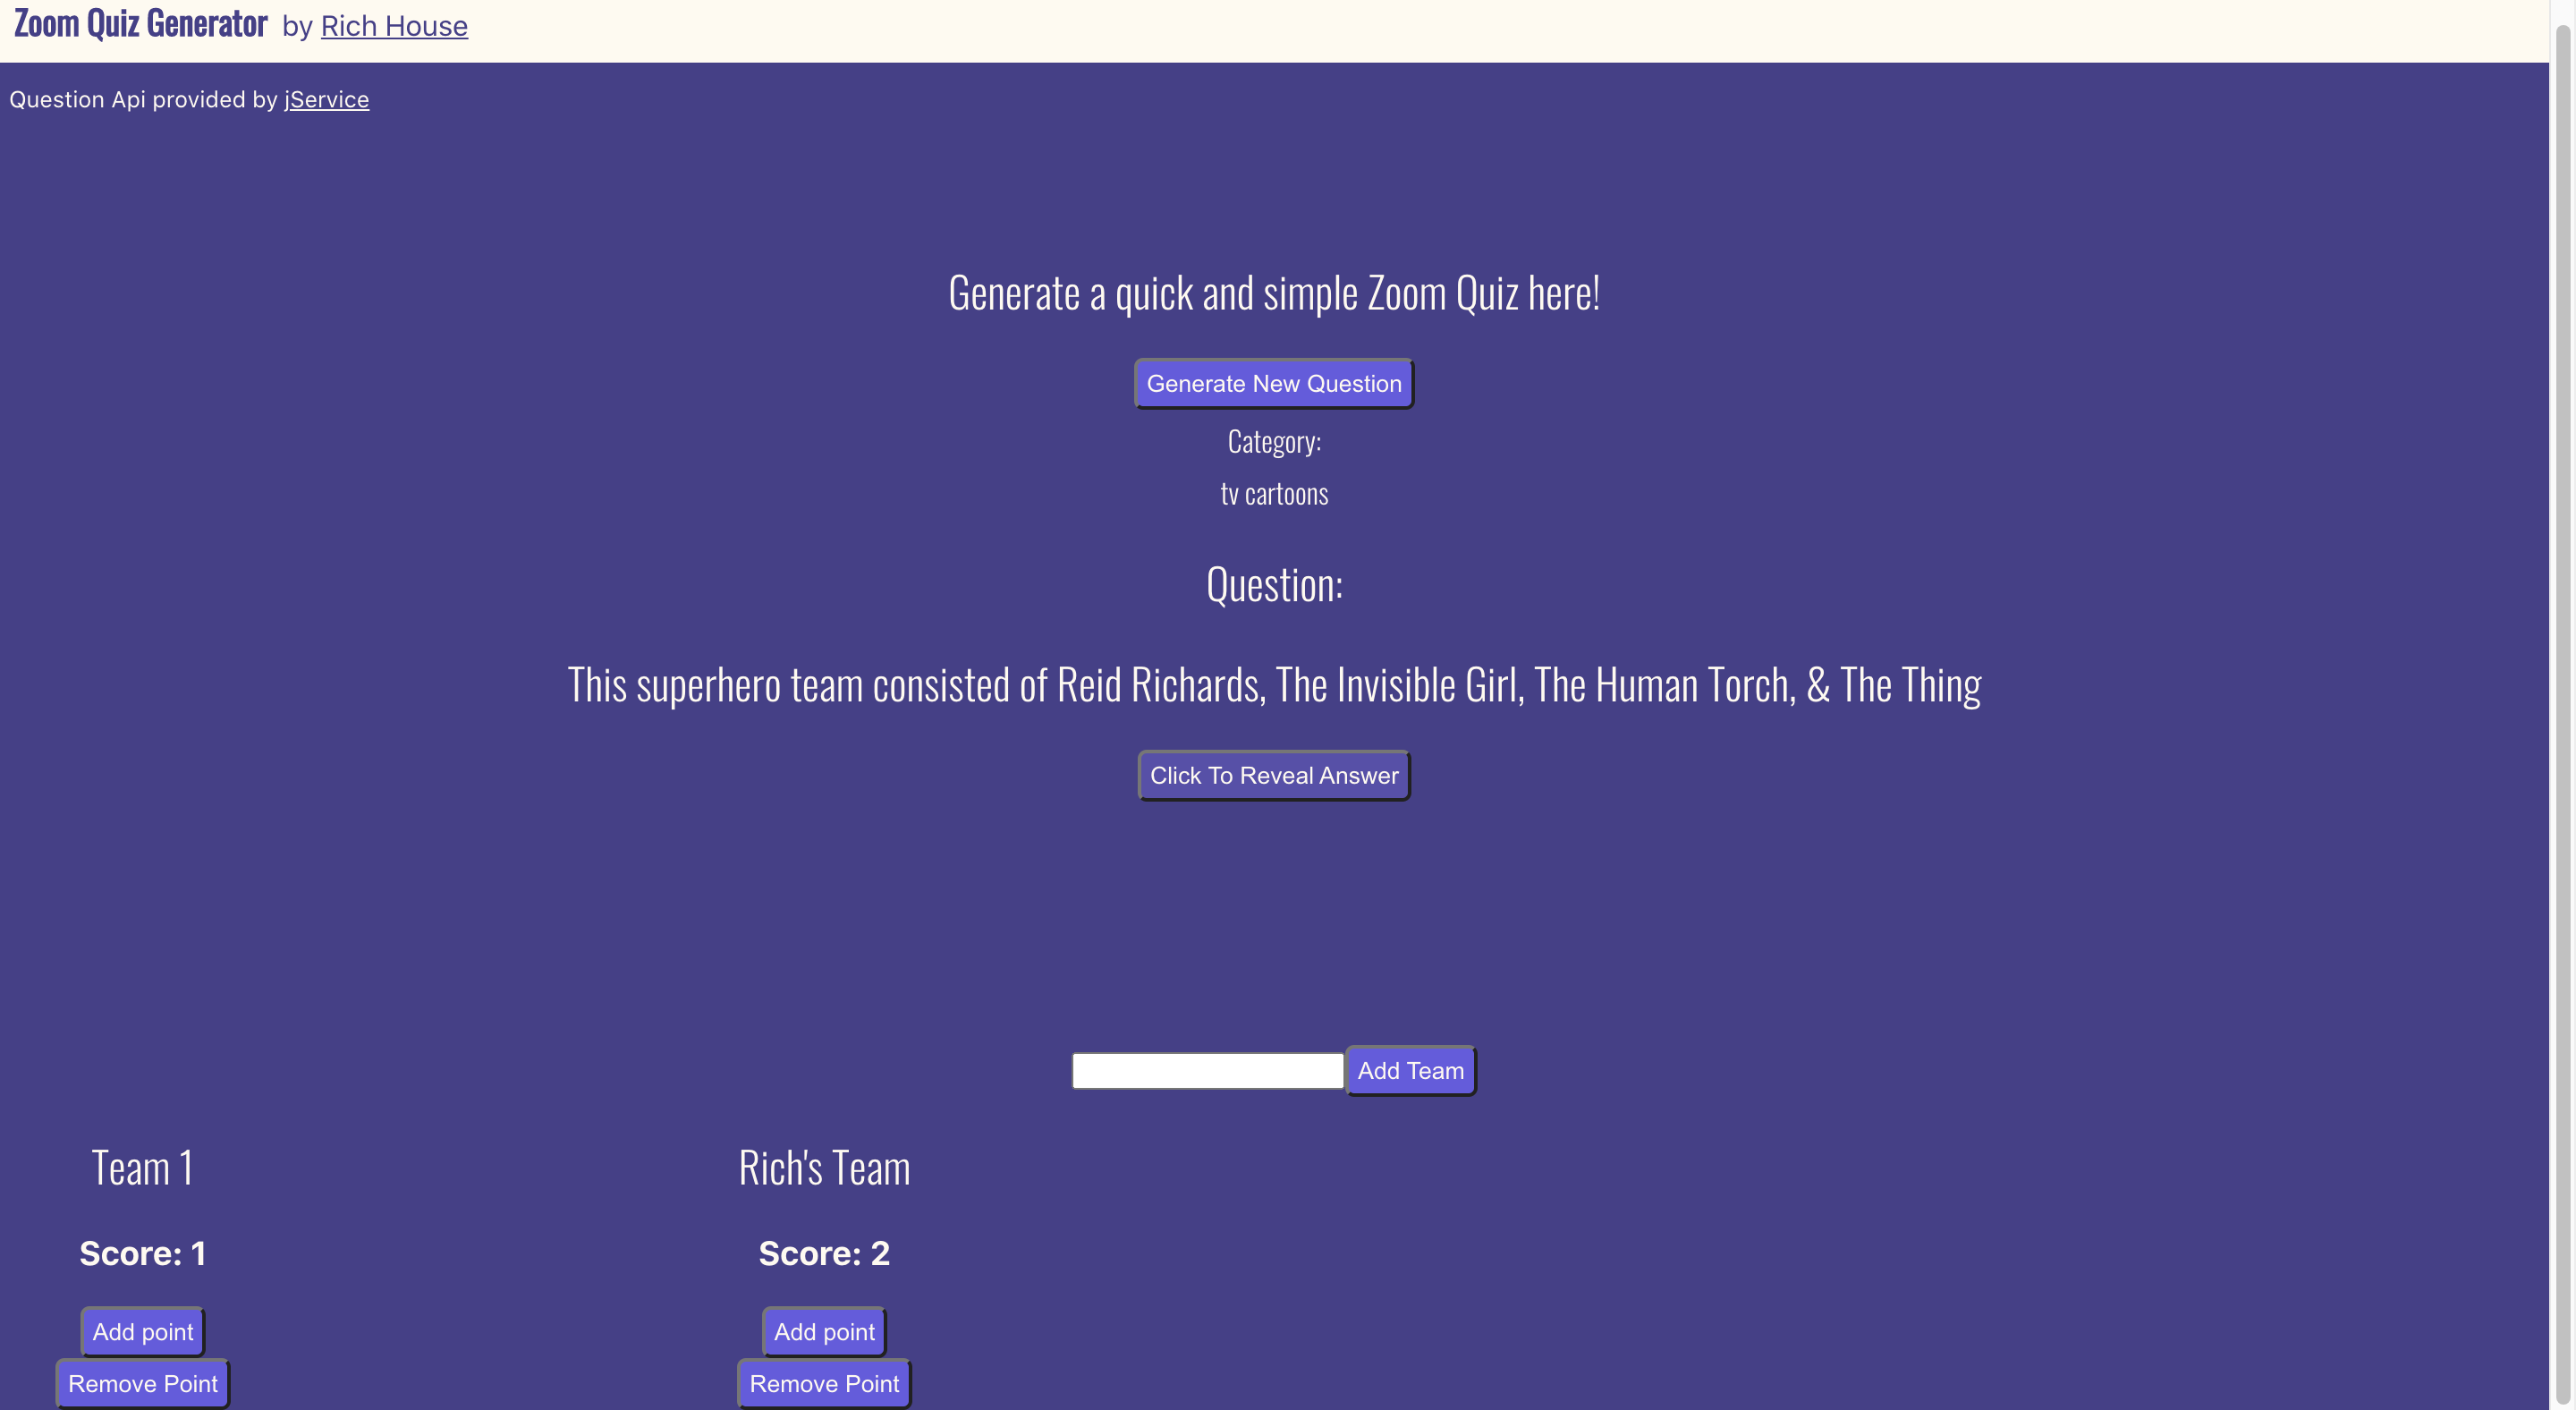 Zoom Quiz Generator by Rich House
Question Api provided by jService
Generate a quick and simple Zoom Quiz here!
Generate New Question
Category:
tv cartoons
Question:
This superhero team consisted of Reid Richards, The Invisible Girl, The Human Torch, & The Thing
Click To Reveal Answer
Add Team
Team 1
Score: 1
Add point
Remove Point
Rich's Team
Score: 2
Add point
Remove Point